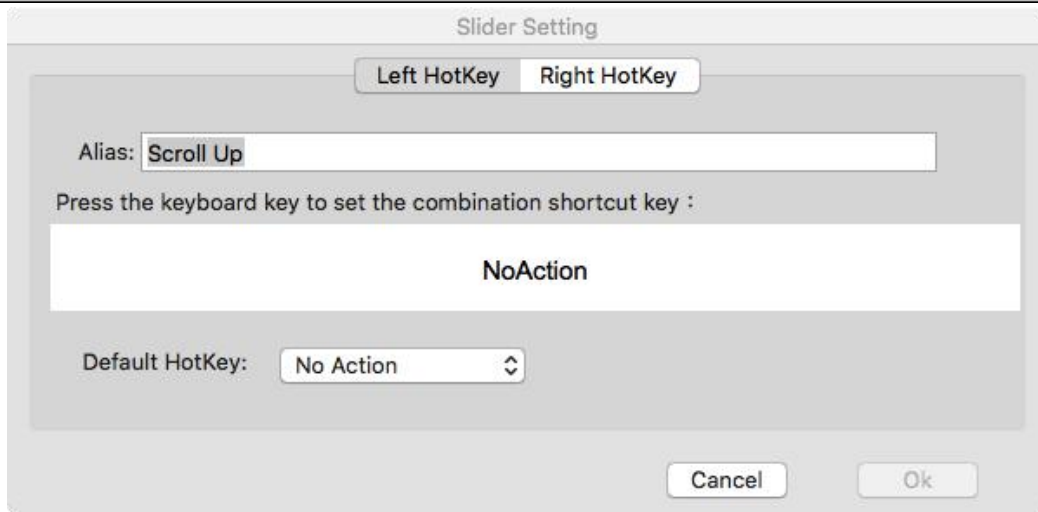 Slider Setting
Left HotKey Right HotKey
Alias: Scroll Up
Press the keyboard key to set the combination shortcut key：
NoAction
Default HotKey: No Action
Cancel Ok